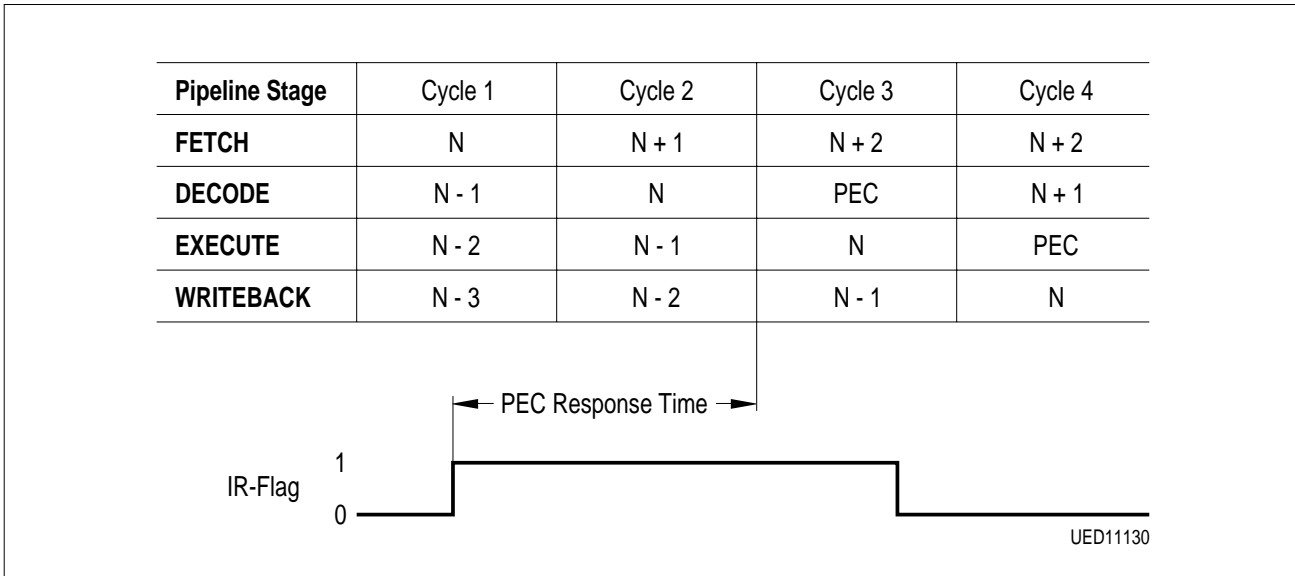 Pipeline Stage Cycle 1 Cycle 2 Cycle 3 Cycle 4
FETCH N N + 1 N + 2 N + 2
DECODE N - 1 N PEC N + 1
EXECUTE N - 2 N - 1 N PEC
WRITEBACK N - 3 N - 2 N - 1 N
PEC Response Time
1
IR-Flag
0
UED11130